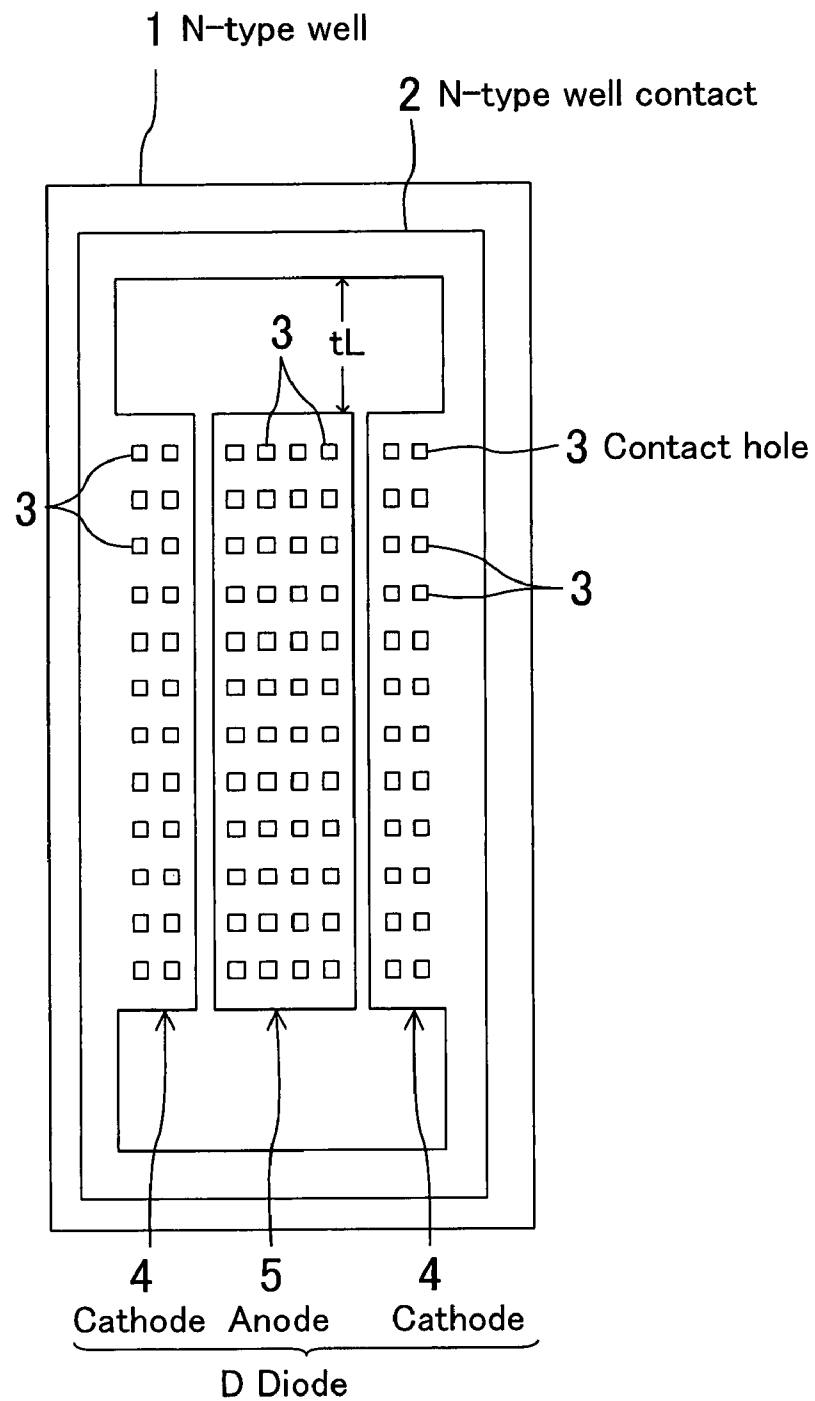 1 N-type well
2 N-type well contact
3
tL
3 Contact hole
3
3
4 5 4
Cathode Anode Cathode
D Diode